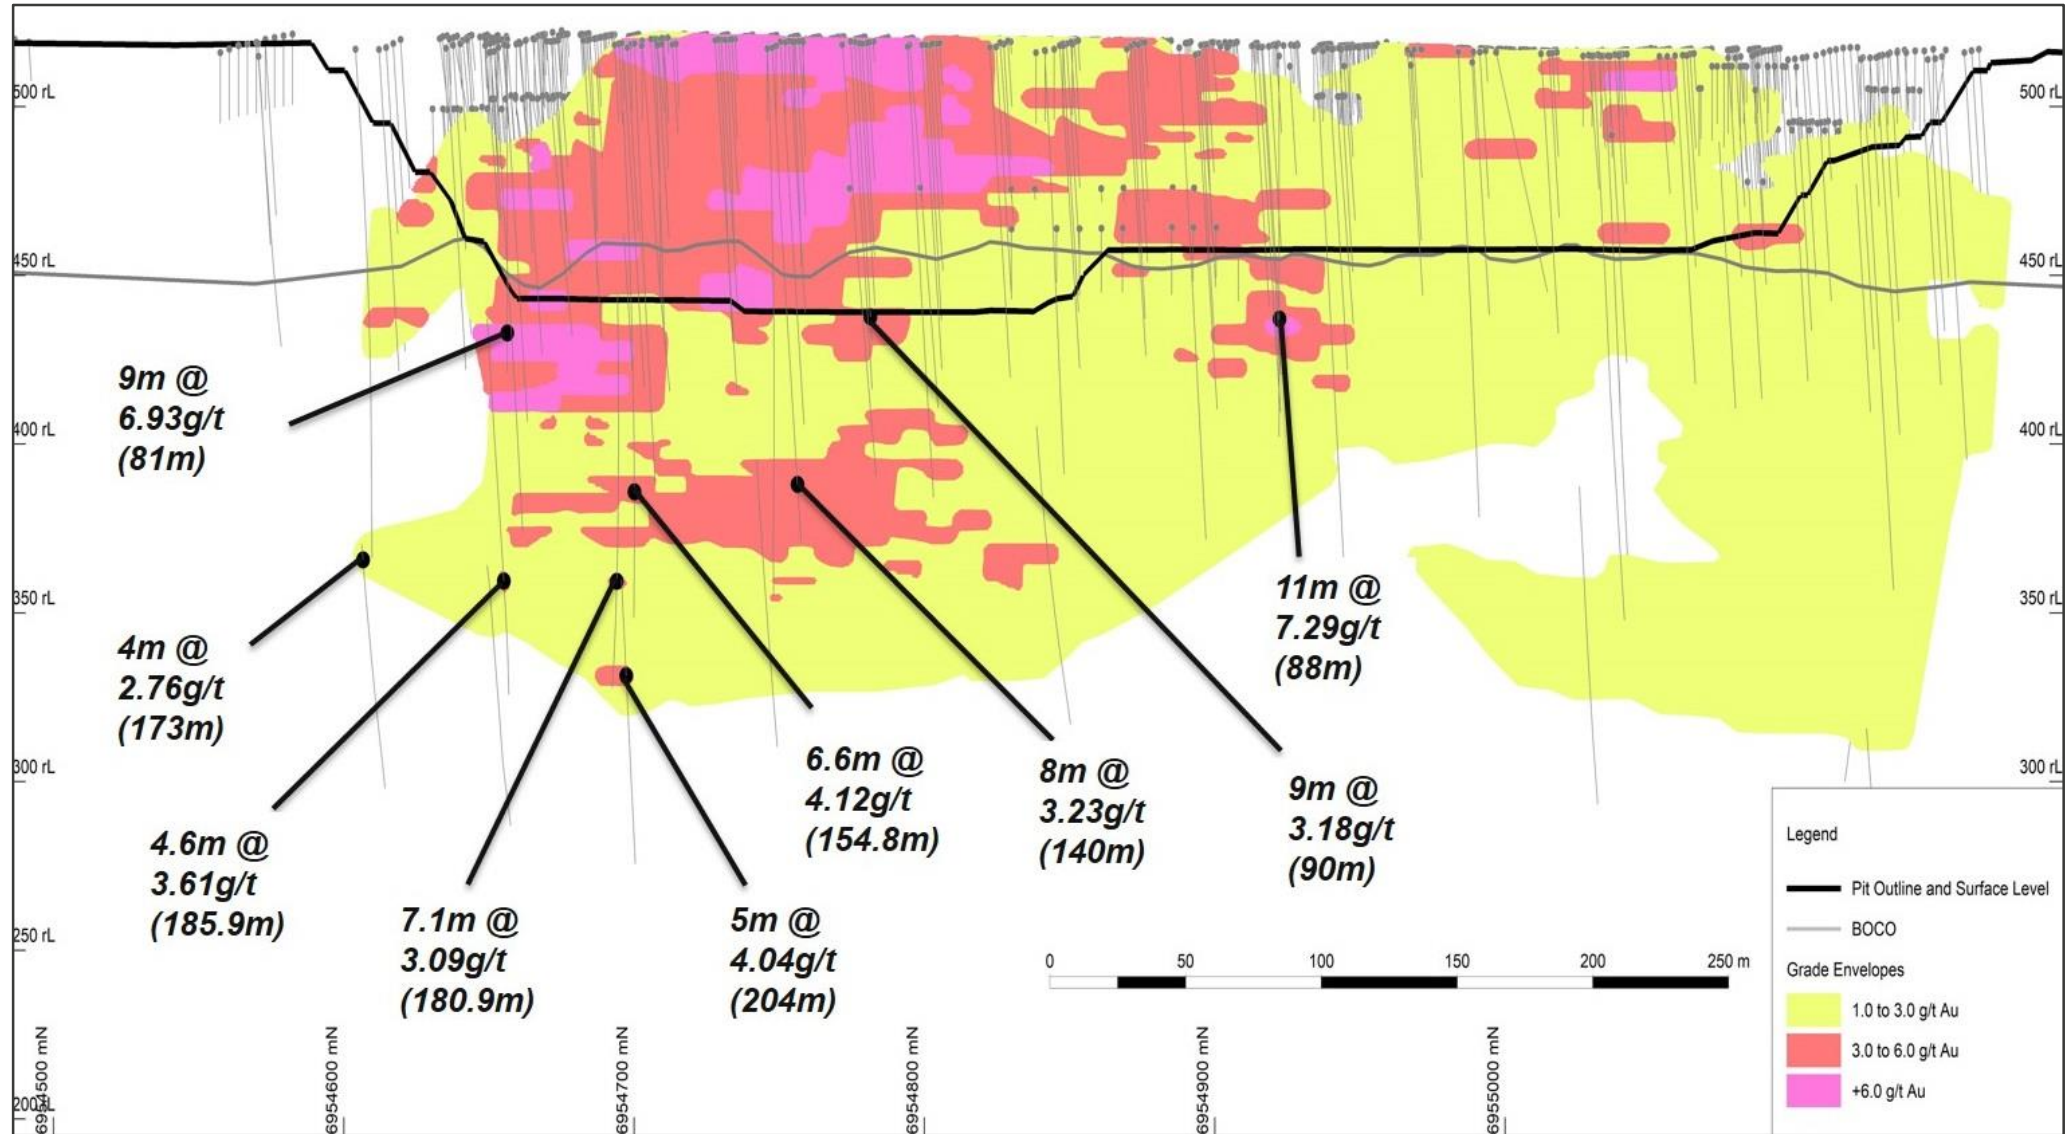 500 rL
500 rL
450 rL
450 rL
9m @
6.93g/t
(81m)
400 rL
400 rL
350 rL
350 rL
11m @
7.29g/t
(88m)
4m @
2.76g/t
(173m)
6.6m @
4.12g/t
(154.8m)
8m @
3.23g/t
(140m)
9m @
3.18g/t
(90m)
300 rL
300 rL
4.6m @
3.61g/t
(185.9m)
7.1m @
3.09g/t
(180.9m)
5m @
4.04g/t
(204m)
250 rL
0 50 100 150 200 250 m
Legend
Pit Outline and Surface Level
BOCO
Grade Envelopes
1.0 to 3.0 g/t Au
3.0 to 6.0 g/t Au
+6.0 g/t Au
200 rL
6954500 mN
6954600 mN
6954700 mN
6954800 mN
6954900 mN
6955000 mN